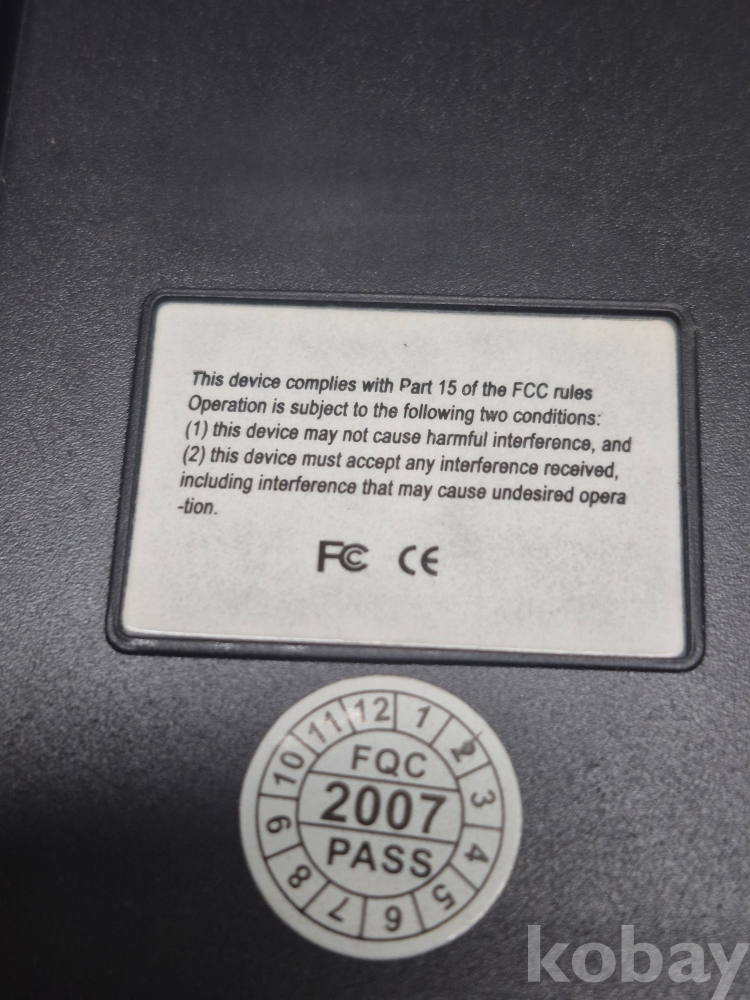 This device complies with Part 15 of the FCC rules
Operation is subject to the following two conditions:
(1) this device may not cause harmful interference, and
(2) this device must accept any interference received,
including interference that may cause undesired opera
-tion.
FC CE
12 1 2 3 4 5 6 7 8 9 10 11
FQC
2007
PASS
kobay